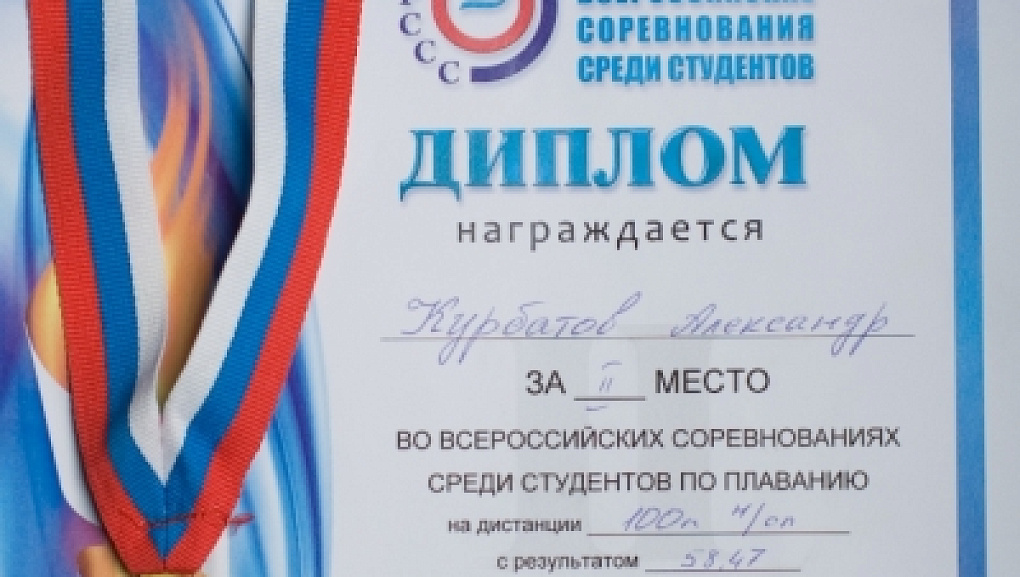 РССС
СОРЕВНОВАНИЯ
СРЕДИ СТУДЕНТОВ
ДИПЛОМ
награждается
Курбатов Александр
ЗА II МЕСТО
ВО ВСЕРОССИЙСКИХ СОРЕВНОВАНИЯХ
СРЕДИ СТУДЕНТОВ ПО ПЛАВАНИЮ
на дистанции 100м н/сп
с результатом 58,47